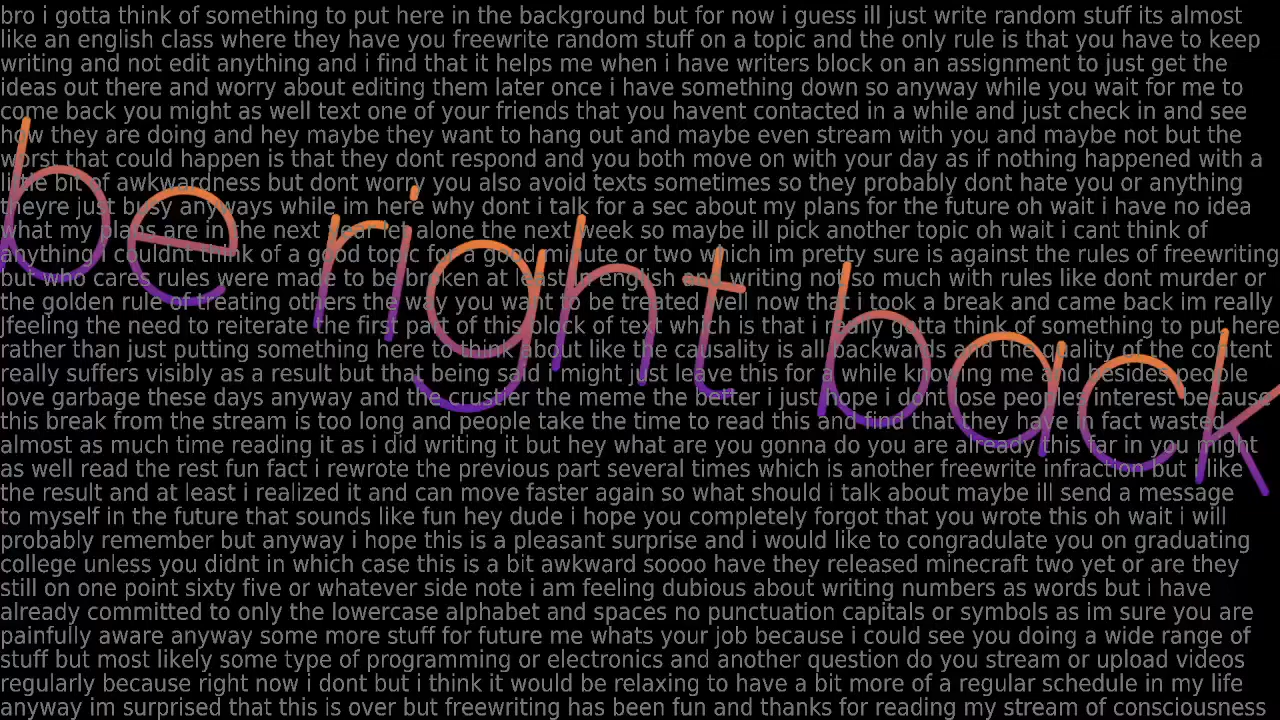 bro i gotta think of something to put here in the background but for now i guess ill just write random stuff its almost
like an english class where they have you freewrite random stuff on a topic and the only rule is that you have to keep
writing and not edit anything and i find that it helps me when i have writers block on an assignment to just get the
ideas out there and worry about editing them later once i have something down so anyway while you wait for me to
come back you might as well text one of your friends that you havent contacted in a while and just check in and see
how they are doing and hey maybe they want to hang out and maybe even stream with you and maybe not but the
worst that could happen is that they dont respond and you both move on with your day as if nothing happened with a
little bit of awkwardness but dont worry you also avoid texts sometimes so they probably dont hate you or anything
theyre just busy anyways while im here why dont i talk for a sec about my plans for the future oh wait i have no idea
what my plans are in the next year let alone the next week so maybe ill pick another topic oh wait i cant think of
anything i couldnt think of a good topic for a good minute or two which im pretty sure is against the rules of freewriting
but who cares rules were made to be broken at least in english and writing not so much with rules like dont murder or
the golden rule of treating others the way you want to be treated well now that i took a break and came back im really
Jfeeling the need to reiterate the first part of this block of text which is that i really gotta think of something to put here
rather than just putting something here to think about like the causality is all backwards and the quality of the content
really suffers visibly as a result but that being said i might just leave this for a while knowing me and besides people
love garbage these days anyway and the crustier the meme the better i just hope i dont lose peoples interest because
this break from the stream is too long and people take the time to read this and find that they in fact waste
almost as much time reading it as i did writing it but hey what are you gonna do you are already this far in you might
as well read the rest fun fact i rewrote the previous part several times which is another freewrite infraction but i like
the result and at least i realized it and can move faster again so what should i talk about maybe ill send a message
to myself in the future that sounds like fun hey dude i hope you completely forgot that you wrote this oh wait i will
probably remember but anyway i hope this is a pleasant surprise and i would like to congradulate you on graduating
college unless you didnt in which case this is a bit awkward soooo have they released minecraft two yet or are they
still on one point sixty five or whatever side note i am feeling dubious about writing numbers as words but i have
already committed to only the lowercase alphabet and spaces no punctuation capitals or symbols as im sure you are
painfully aware anyway some more stuff for future me whats your job because i could see you doing a wide range of
stuff but most likely some type of programming or electronics and another question do you stream or upload videos
regularly because right now i dont but i think it would be relaxing to have a bit more of a regular schedule in my life
anyway im surprised that this is over but freewriting has been fun and thanks for reading my stream of consciousness
be right back